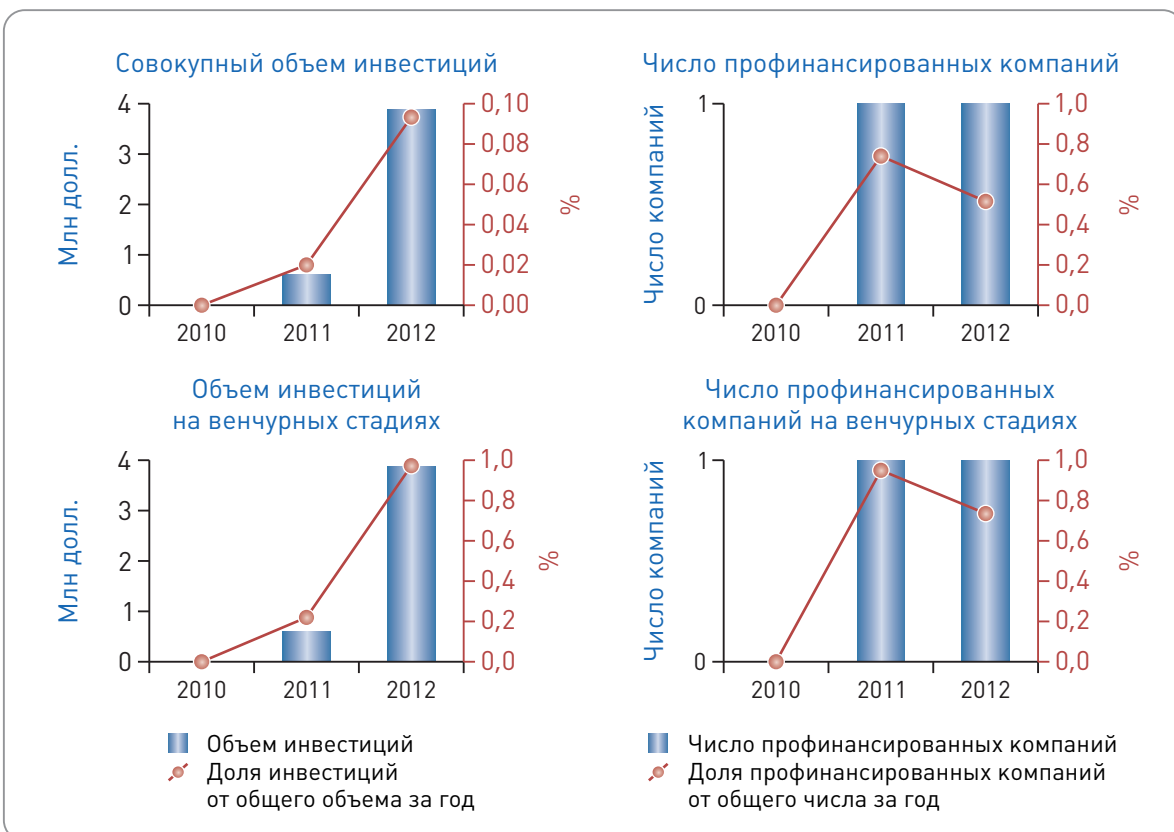 Совокупный объем инвестиций
Млн долл.
4
3
2
1
0
0,10
0,08
0,06
0,04
0,02
0,00
%
2010 2011 2012
Число профинансированных компаний
Число компаний
1
0
1,0
0,8
0,6
0,4
0,2
0,0
%
2010 2011 2012
Объем инвестиций
на венчурных стадиях
Млн долл.
4
3
2
1
0
1,0
0,8
0,6
0,4
0,2
0,0
%
2010 2011 2012
Число профинансированных
компаний на венчурных стадиях
Число компаний
1
0
1,0
0,8
0,6
0,4
0,2
0,0
%
2010 2011 2012
Объем инвестиций
Доля инвестиций
от общего объема за год
Число профинансированных компаний
Доля профинансированных компаний
от общего числа за год